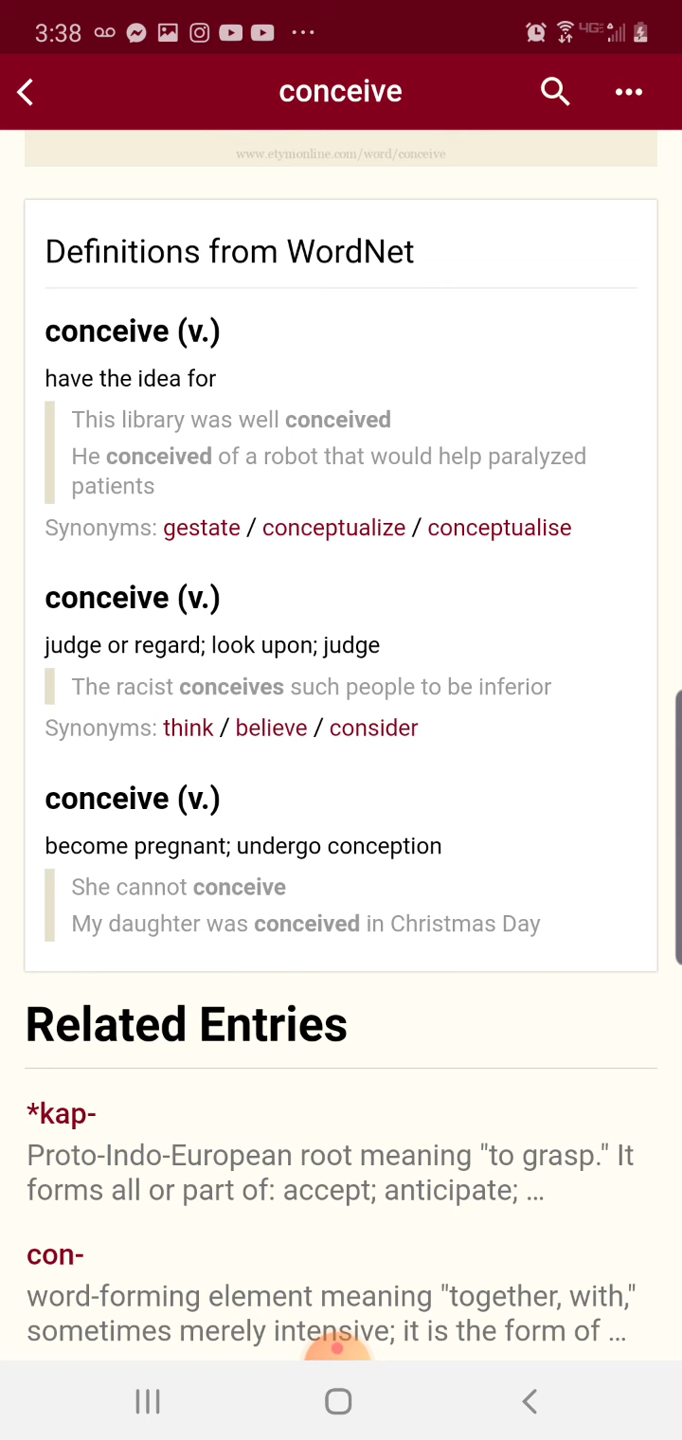 3:38
4GE
conceive
www.etymonline.com/word/conceive
Definitions from WordNet
conceive (v.)
have the idea for
This library was well conceived
He conceived of a robot that would help paralyzed
patients
Synonyms: gestate / conceptualize / conceptualise
conceive (v.)
judge or regard; look upon; judge
The racist conceives such people to be inferior
Synonyms: think / believe / consider
conceive (v.)
become pregnant; undergo conception
She cannot conceive
My daughter was conceived in Christmas Day
Related Entries
*kap-
Proto-Indo-European root meaning "to grasp." It
forms all or part of: accept; anticipate; ...
con-
word-forming element meaning "together, with,"
sometimes merely intensive; it is the form of ...